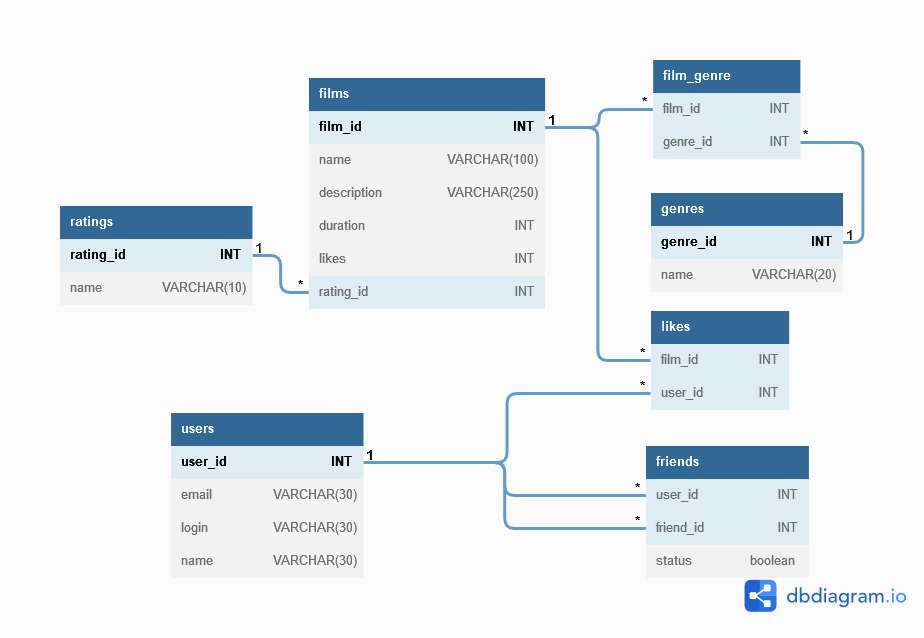 films
film_id INT
name VARCHAR(100)
description VARCHAR(250)
duration INT
likes INT
rating_id INT
ratings
rating_id INT
name VARCHAR(10)
film_genre
film_id INT
genre_id INT
genres
genre_id INT
name VARCHAR(20)
likes
film_id INT
user_id INT
users
user_id INT
email VARCHAR(30)
login VARCHAR(30)
name VARCHAR(30)
friends
user_id INT
friend_id INT
status boolean
1
*
1
*
*
*
1
1
*
*
*
dbdiagram.io